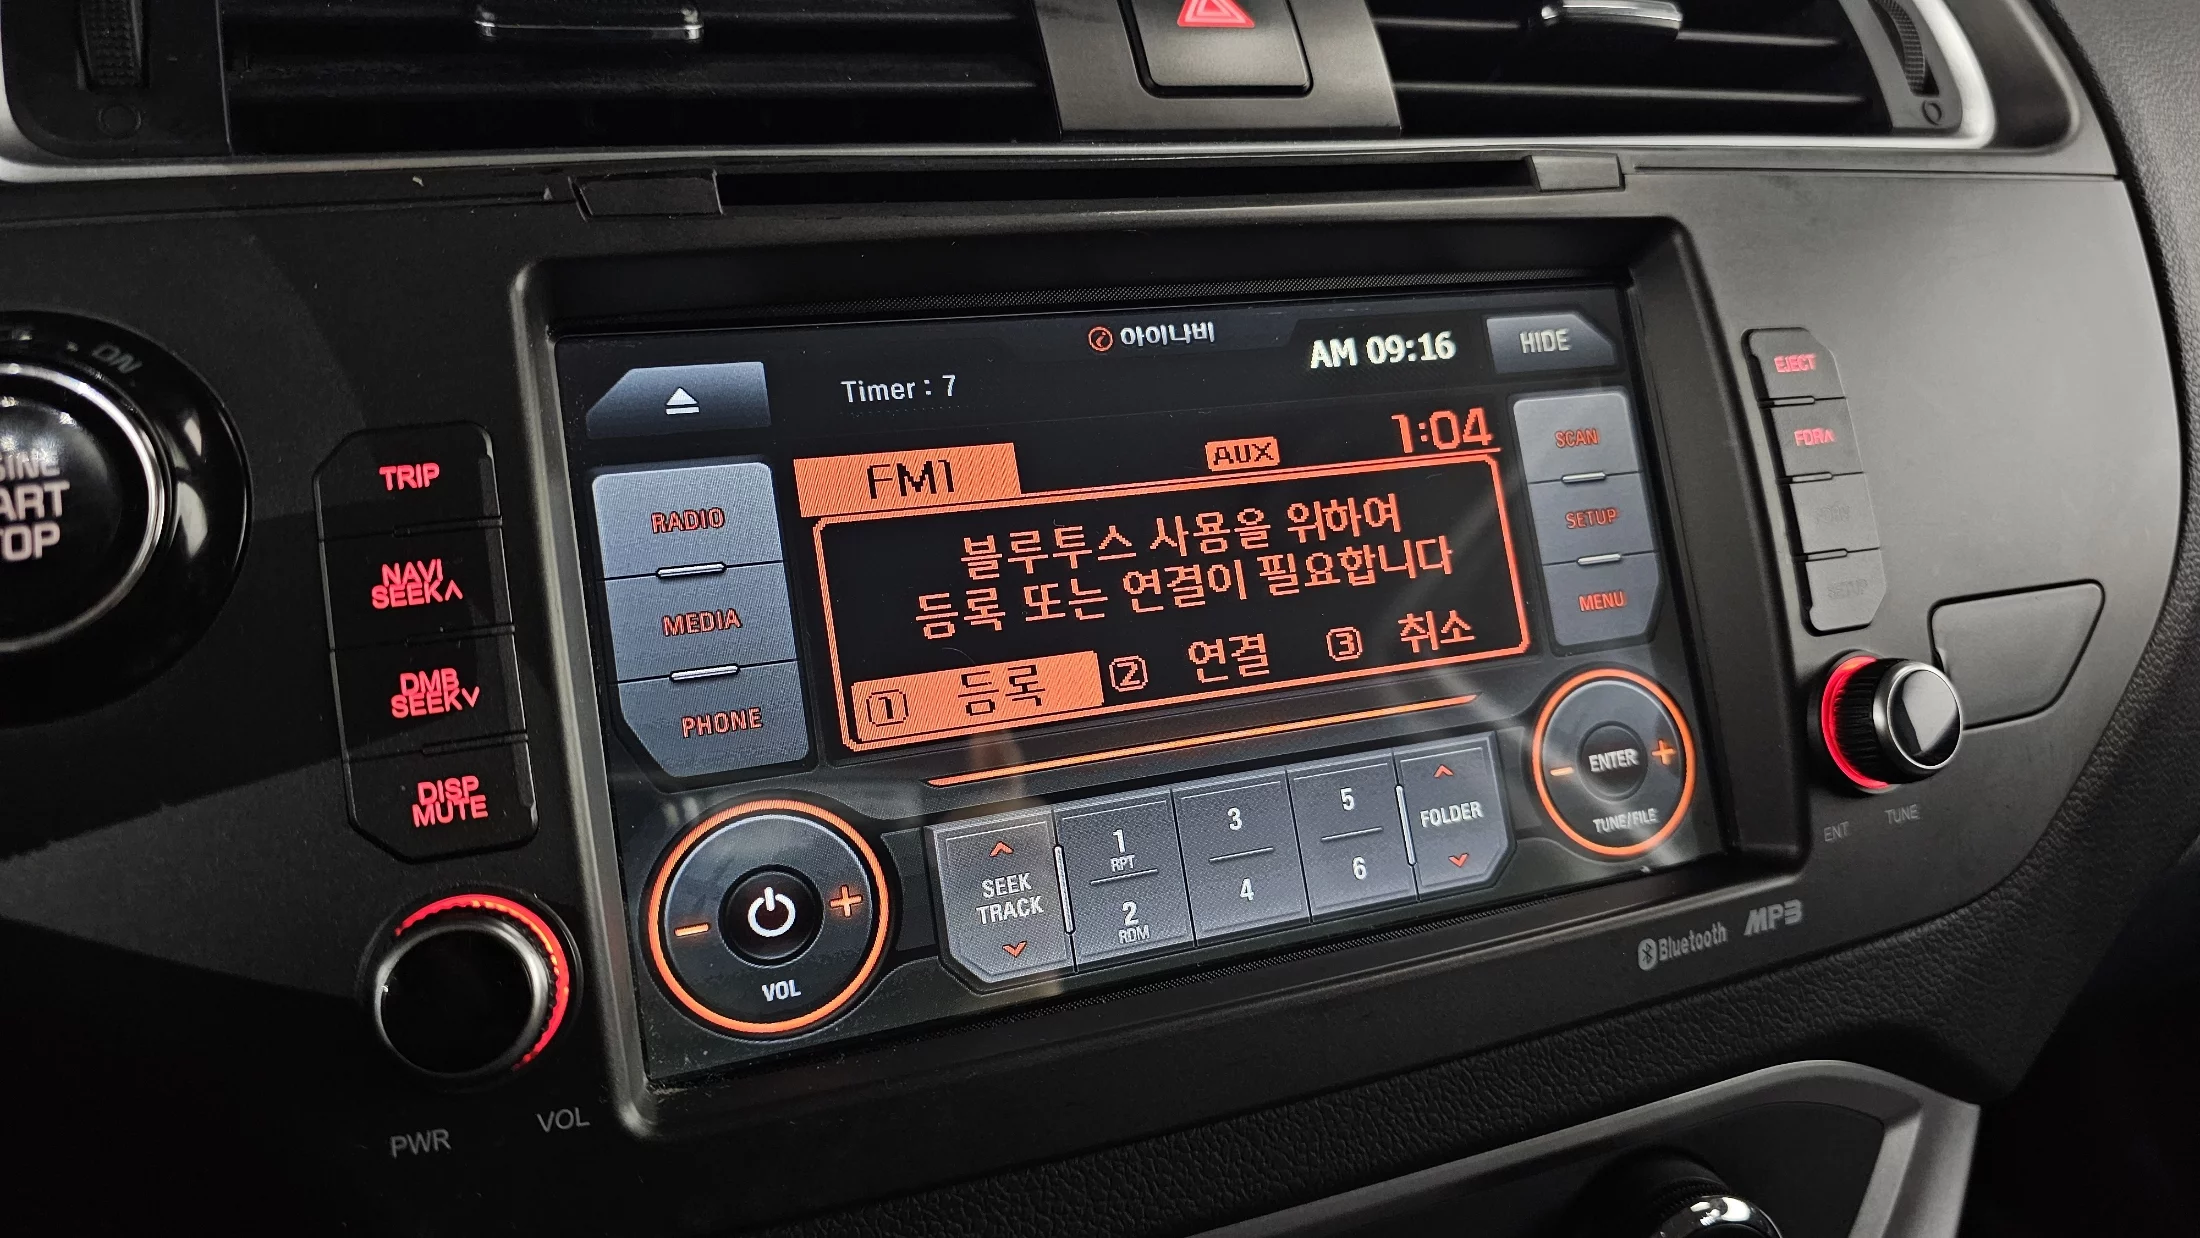 아이나비
AM 09:16
HIDE
Timer : 7
EJECT
1:04
AUX
FM1
SCAN
TRIP
RADIO
블루투스 사용을 위하여
등록 또는 연결이 필요합니다
SETUP
NAVI
SEEK∧
START
STOP
MEDIA
MENU
1 등록 2 연결 3 취소
DMB
SEEK∨
PHONE
DISP
MUTE
ENTER
TUNE/FILE
SEEK
TRACK
1
RPT
2
RDM
3
4
5
6
FOLDER
VOL
ENT
TUNE
Bluetooth MP3
PWR
VOL